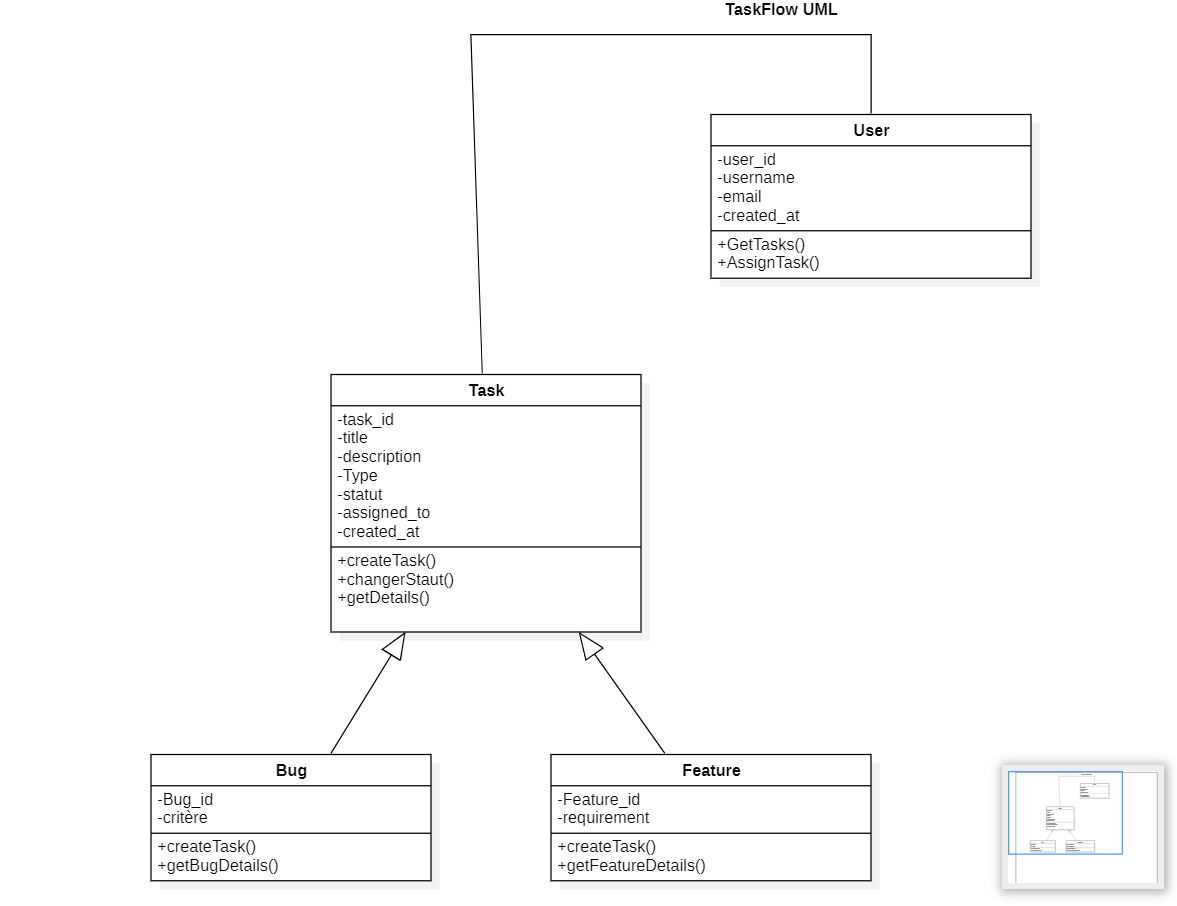 TaskFlow UML
User
-user_id
-username
-email
-created_at
+GetTasks()
+AssignTask()
Task
-task_id
-title
-description
-Type
-statut
-assigned_to
-created_at
+createTask()
+changerStaut()
+getDetails()
Bug
-Bug_id
-critère
+createTask()
+getBugDetails()
Feature
-Feature_id
-requirement
+createTask()
+getFeatureDetails()